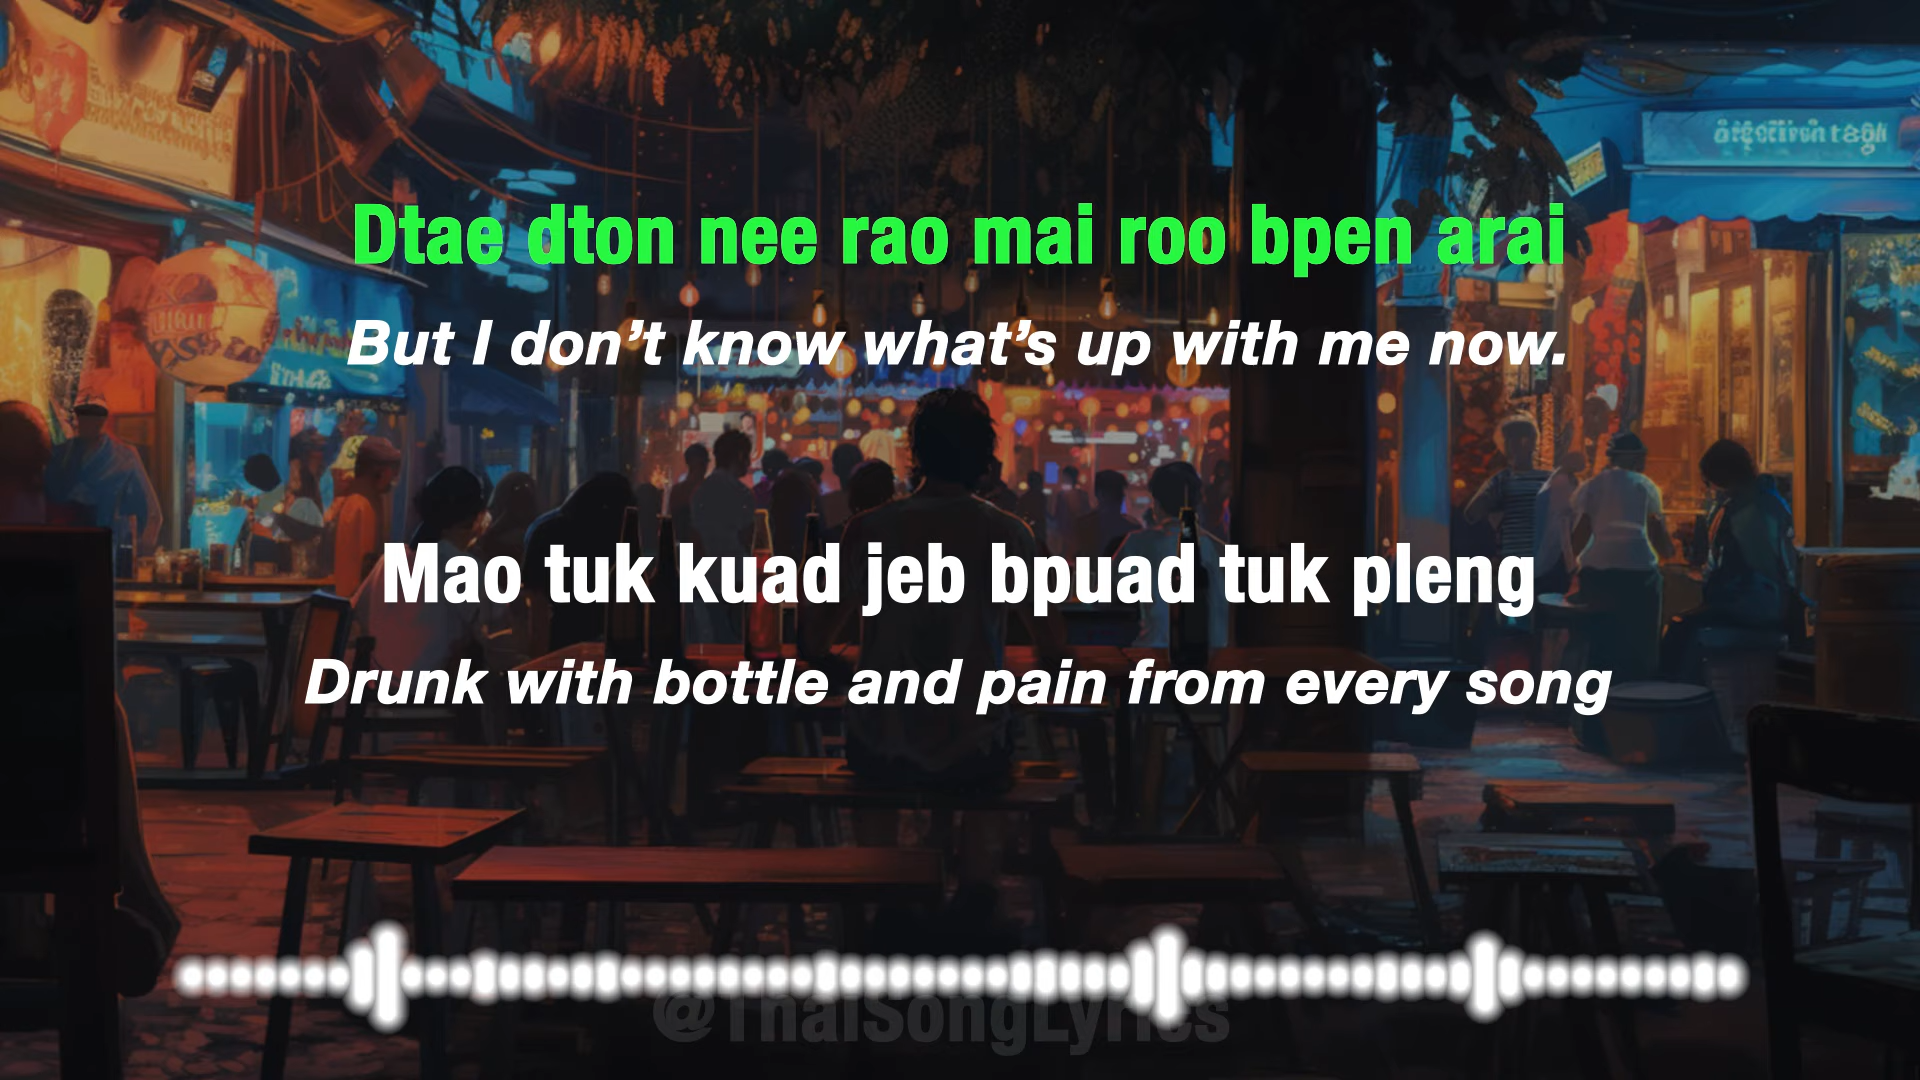 Dtae dton nee rao mai roo bpen arai
But I don’t know what’s up with me now.
Mao tuk kuad jeb bpuad tuk pleng
Drunk with bottle and pain from every song
@ThaiSongLyrics